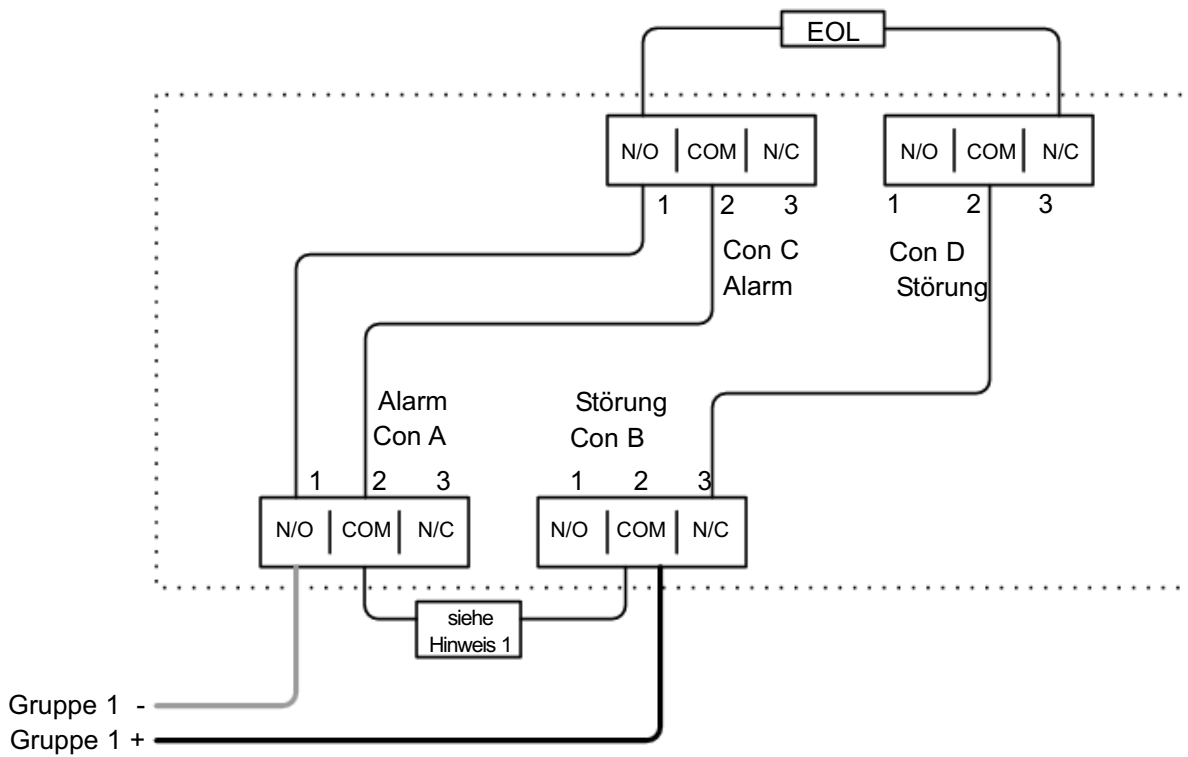 EOL
N/O COM N/C
N/O COM N/C
1 2 3
1 2 3
Con C
Alarm
Con D
Störung
Alarm
Con A
Störung
Con B
1 2 3
1 2 3
N/O COM N/C
N/O COM N/C
siehe
Hinweis 1
Gruppe 1 -
Gruppe 1 +